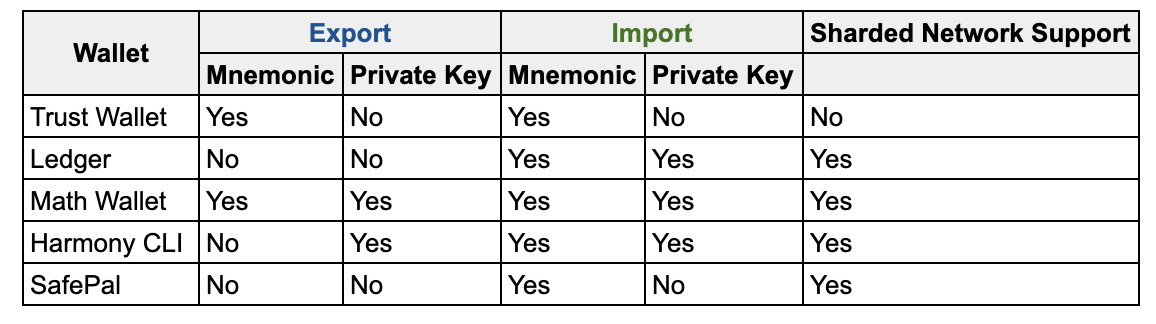 Wallet Export Import Sharded Network Support
Mnemonic Private Key Mnemonic Private Key
Trust Wallet Yes No Yes No No
Ledger No No Yes Yes Yes
Math Wallet Yes Yes Yes Yes Yes
Harmony CLI No Yes Yes Yes Yes
SafePal No No Yes No Yes